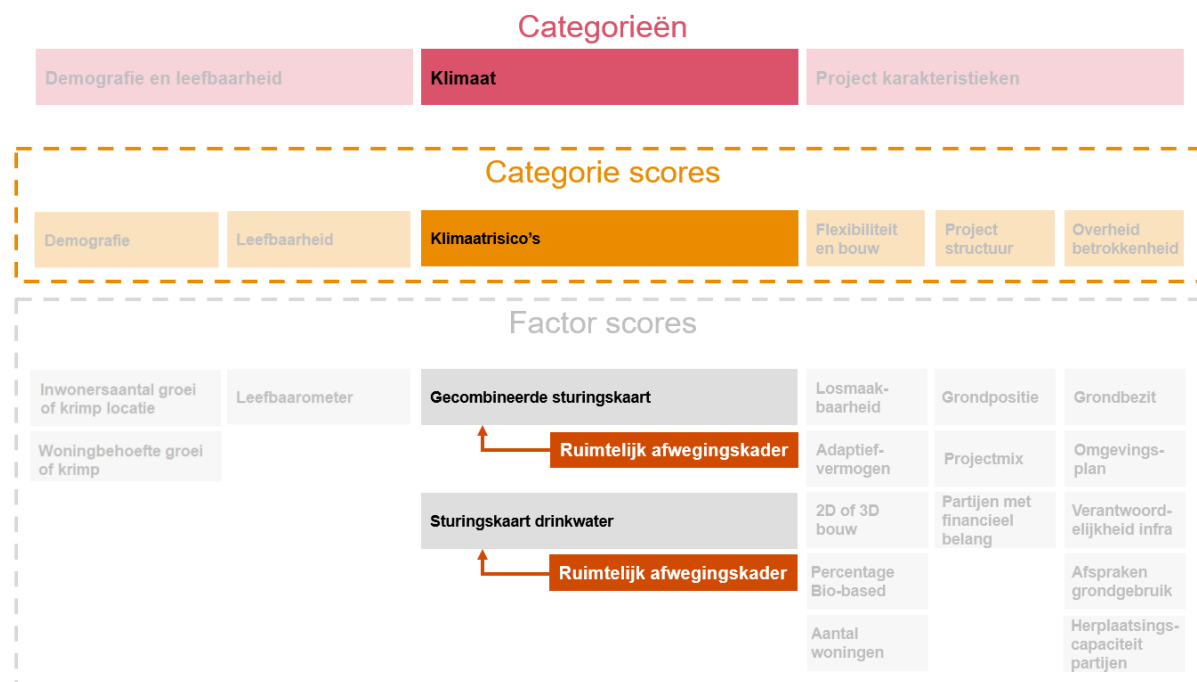 Categorieën
Demografie en leefbaarheid
Klimaat
Project karakteristieken
Categorie scores
Demografie
Leefbaarheid
Klimaatrisico's
Flexibiliteit
en bouw
Project
structuur
Overheid
betrokkenheid
Factor scores
Inwonersaantal groei
of krimp locatie
Leefbaarometer
Gecombineerde sturingskaart
Losmaak-
baarheid
Grondpositie
Grondbezit
Woningbehoefte groei
of krimp
Ruimtelijk afwegingskader
Adaptief-
vermogen
Projectmix
Omgevings-
plan
Sturingskaart drinkwater
2D of 3D
bouw
Partijen met
financieel
belang
Verantwoord-
elijkheid infra
Ruimtelijk afwegingskader
Percentage
Bio-based
Afspraken
grondgebruik
Aantal
woningen
Herplaatsings-
capaciteit
partijen